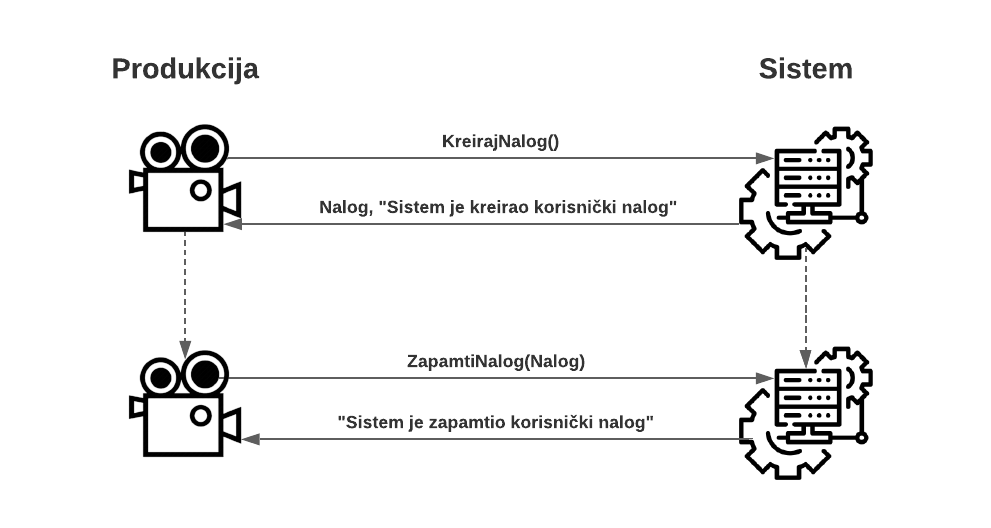 Produkcija
Sistem
KreirajNalog()
Nalog, "Sistem je kreirao korisnički nalog"
ZapamtiNalog(Nalog)
"Sistem je zapamtio korisnički nalog"